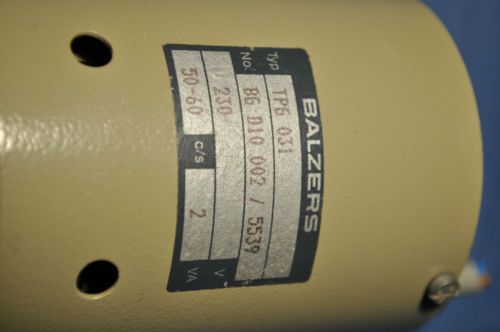 BALZERS
Typ TPG 031
No: BG D10 002 / 5539
230 V
50-60 c/s 2 VA